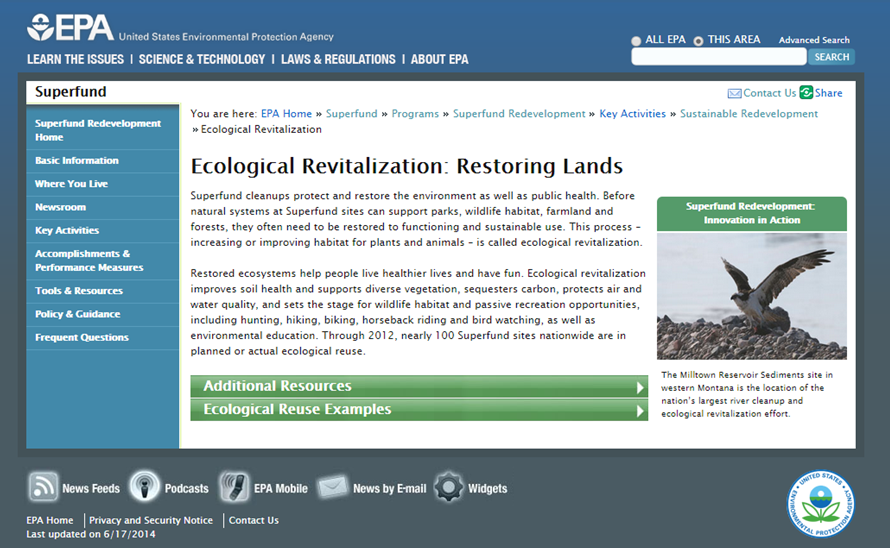 EPA United States Environmental Protection Agency
LEARN THE ISSUES | SCIENCE & TECHNOLOGY | LAWS & REGULATIONS | ABOUT EPA
ALL EPA THIS AREA Advanced Search
SEARCH
Superfund
Superfund Redevelopment
Home
Basic Information
Where You Live
Newsroom
Key Activities
Accomplishments &
Performance Measures
Tools & Resources
Policy & Guidance
Frequent Questions
Contact Us Share
You are here: EPA Home » Superfund » Programs » Superfund Redevelopment » Key Activities » Sustainable Redevelopment
» Ecological Revitalization
Ecological Revitalization: Restoring Lands
Superfund cleanups protect and restore the environment as well as public health. Before
natural systems at Superfund sites can support parks, wildlife habitat, farmland and
forests, they often need to be restored to functioning and sustainable use. This process –
increasing or improving habitat for plants and animals – is called ecological revitalization.
Restored ecosystems help people live healthier lives and have fun. Ecological revitalization
improves soil health and supports diverse vegetation, sequesters carbon, protects air and
water quality, and sets the stage for wildlife habitat and passive recreation opportunities,
including hunting, hiking, biking, horseback riding and bird watching, as well as
environmental education. Through 2012, nearly 100 Superfund sites nationwide are in
planned or actual ecological reuse.
Additional Resources
Ecological Reuse Examples
Superfund Redevelopment:
Innovation in Action
The Milltown Reservoir Sediments site in
western Montana is the location of the
nation's largest river cleanup and
ecological revitalization effort.
News Feeds Podcasts EPA Mobile News by E-mail Widgets
EPA Home | Privacy and Security Notice | Contact Us
Last updated on 6/17/2014
UNITED STATES
ENVIRONMENTAL PROTECTION AGENCY